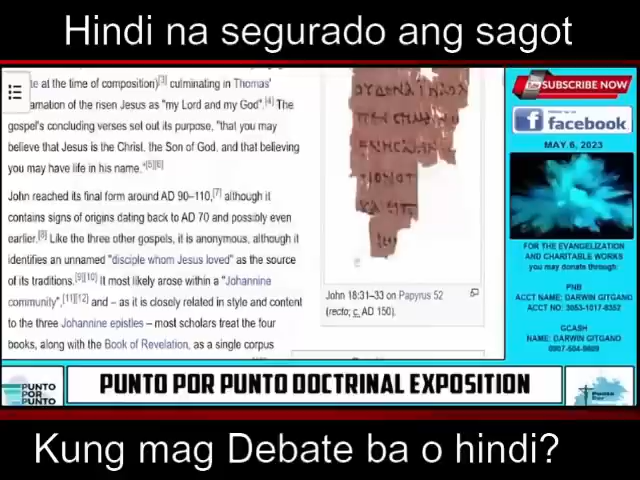 Hindi na segurado ang sagot
te at the time of composition)[3] culminating in Thomas'
amation of the risen Jesus as "my Lord and my God".[4] The
gospel's concluding verses set out its purpose, "that you may
believe that Jesus is the Christ, the Son of God, and that believing
you may have life in his name."[5][6]
John reached its final form around AD 90–110,[7] although it
contains signs of origins dating back to AD 70 and possibly even
earlier.[8] Like the three other gospels, it is anonymous, although it
identifies an unnamed "disciple whom Jesus loved" as the source
of its traditions.[9][10] It most likely arose within a "Johannine
community",[11][12] and – as it is closely related in style and content
to the three Johannine epistles – most scholars treat the four
books, along with the Book of Revelation, as a single corpus
John 18:31–33 on Papyrus 52
(recto; c. AD 150).
SUBSCRIBE NOW
facebook
MAY 6, 2023
FOR THE EVANGELIZATION
AND CHARITABLE WORKS
you may donate through:
PNB
ACCT NAME: DARWIN GITGANO
ACCT NO: 3053-1017-8352
GCASH
NAME: DARWIN GITGANO
PUNTO
POR
PUNTO
PUNTO POR PUNTO DOCTRINAL EXPOSITION
Kung mag Debate ba o hindi?